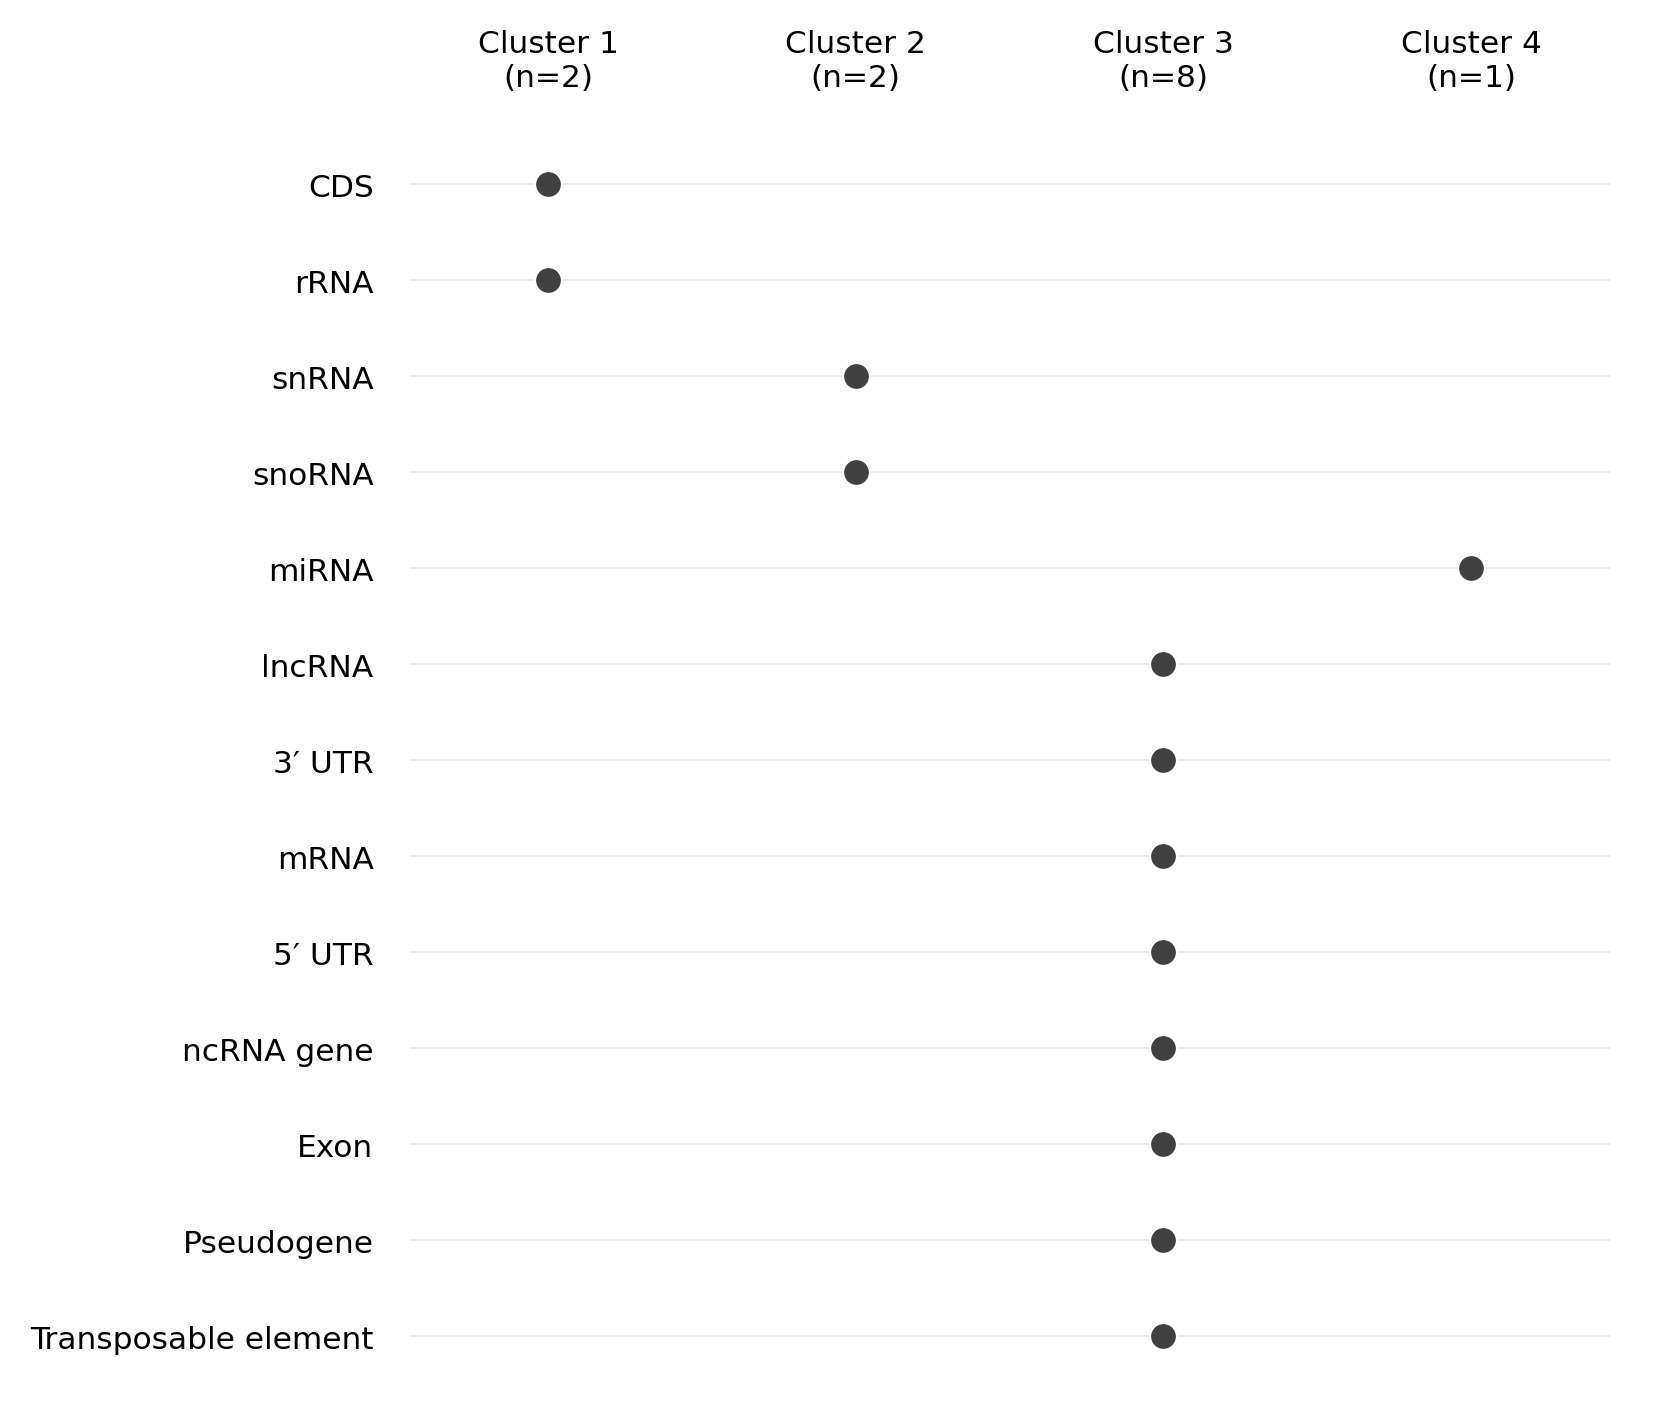 Cluster 1
(n=2)
Cluster 2
(n=2)
Cluster 3
(n=8)
Cluster 4
(n=1)
CDS
rRNA
snRNA
snoRNA
miRNA
lncRNA
3′ UTR
mRNA
5′ UTR
ncRNA gene
Exon
Pseudogene
Transposable element